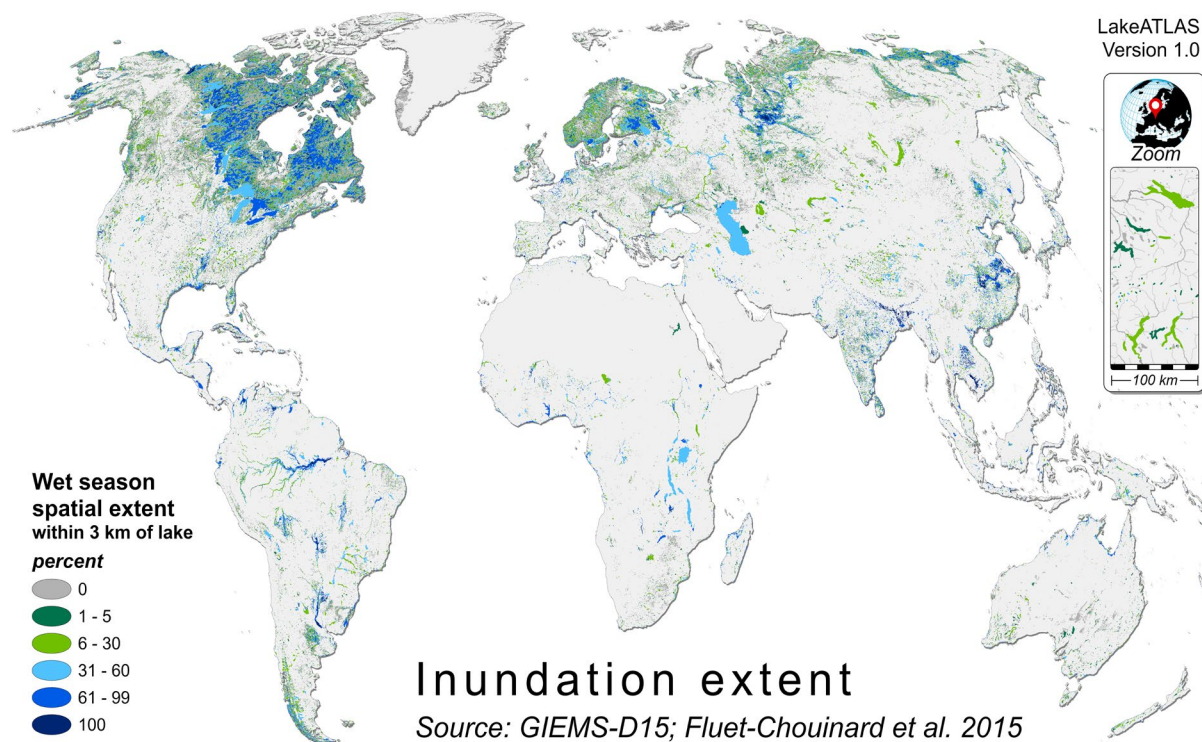 LakeATLAS
Version 1.0
Zoom
100 km
Wet season
spatial extent
within 3 km of lake
percent
0
1 - 5
6 - 30
31 - 60
61 - 99
100
Inundation extent
Source: GIEMS-D15; Fluet-Chouinard et al. 2015